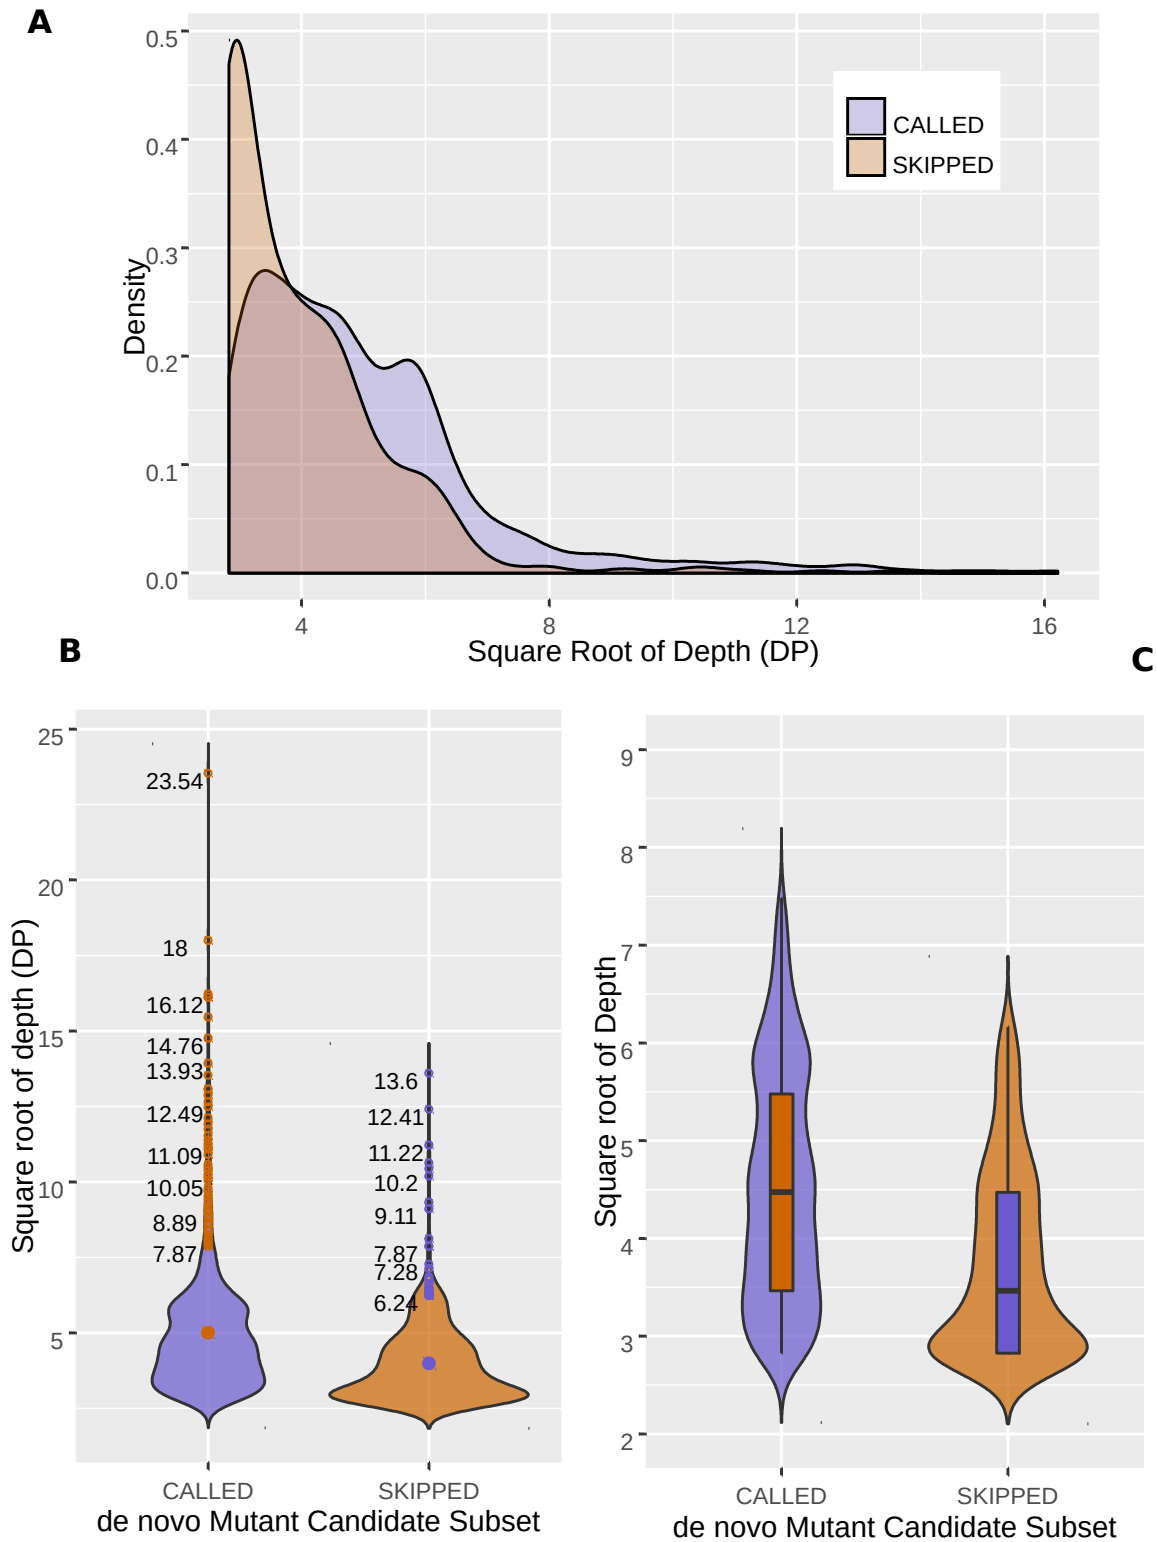 A
0.5
0.4
0.3
0.2
0.1
0.0
Density
CALLED
SKIPPED
4 8 12 16
Square Root of Depth (DP)
B
25
20
15
10
5
Square root of depth (DP)
23.54
18
16.12
14.76
13.93
12.49
11.09
10.05
8.89
7.87
13.6
12.41
11.22
10.2
9.11
7.87
7.28
6.24
CALLED SKIPPED
de novo Mutant Candidate Subset
C
9
8
7
6
5
4
3
2
Square root of Depth
CALLED SKIPPED
de novo Mutant Candidate Subset